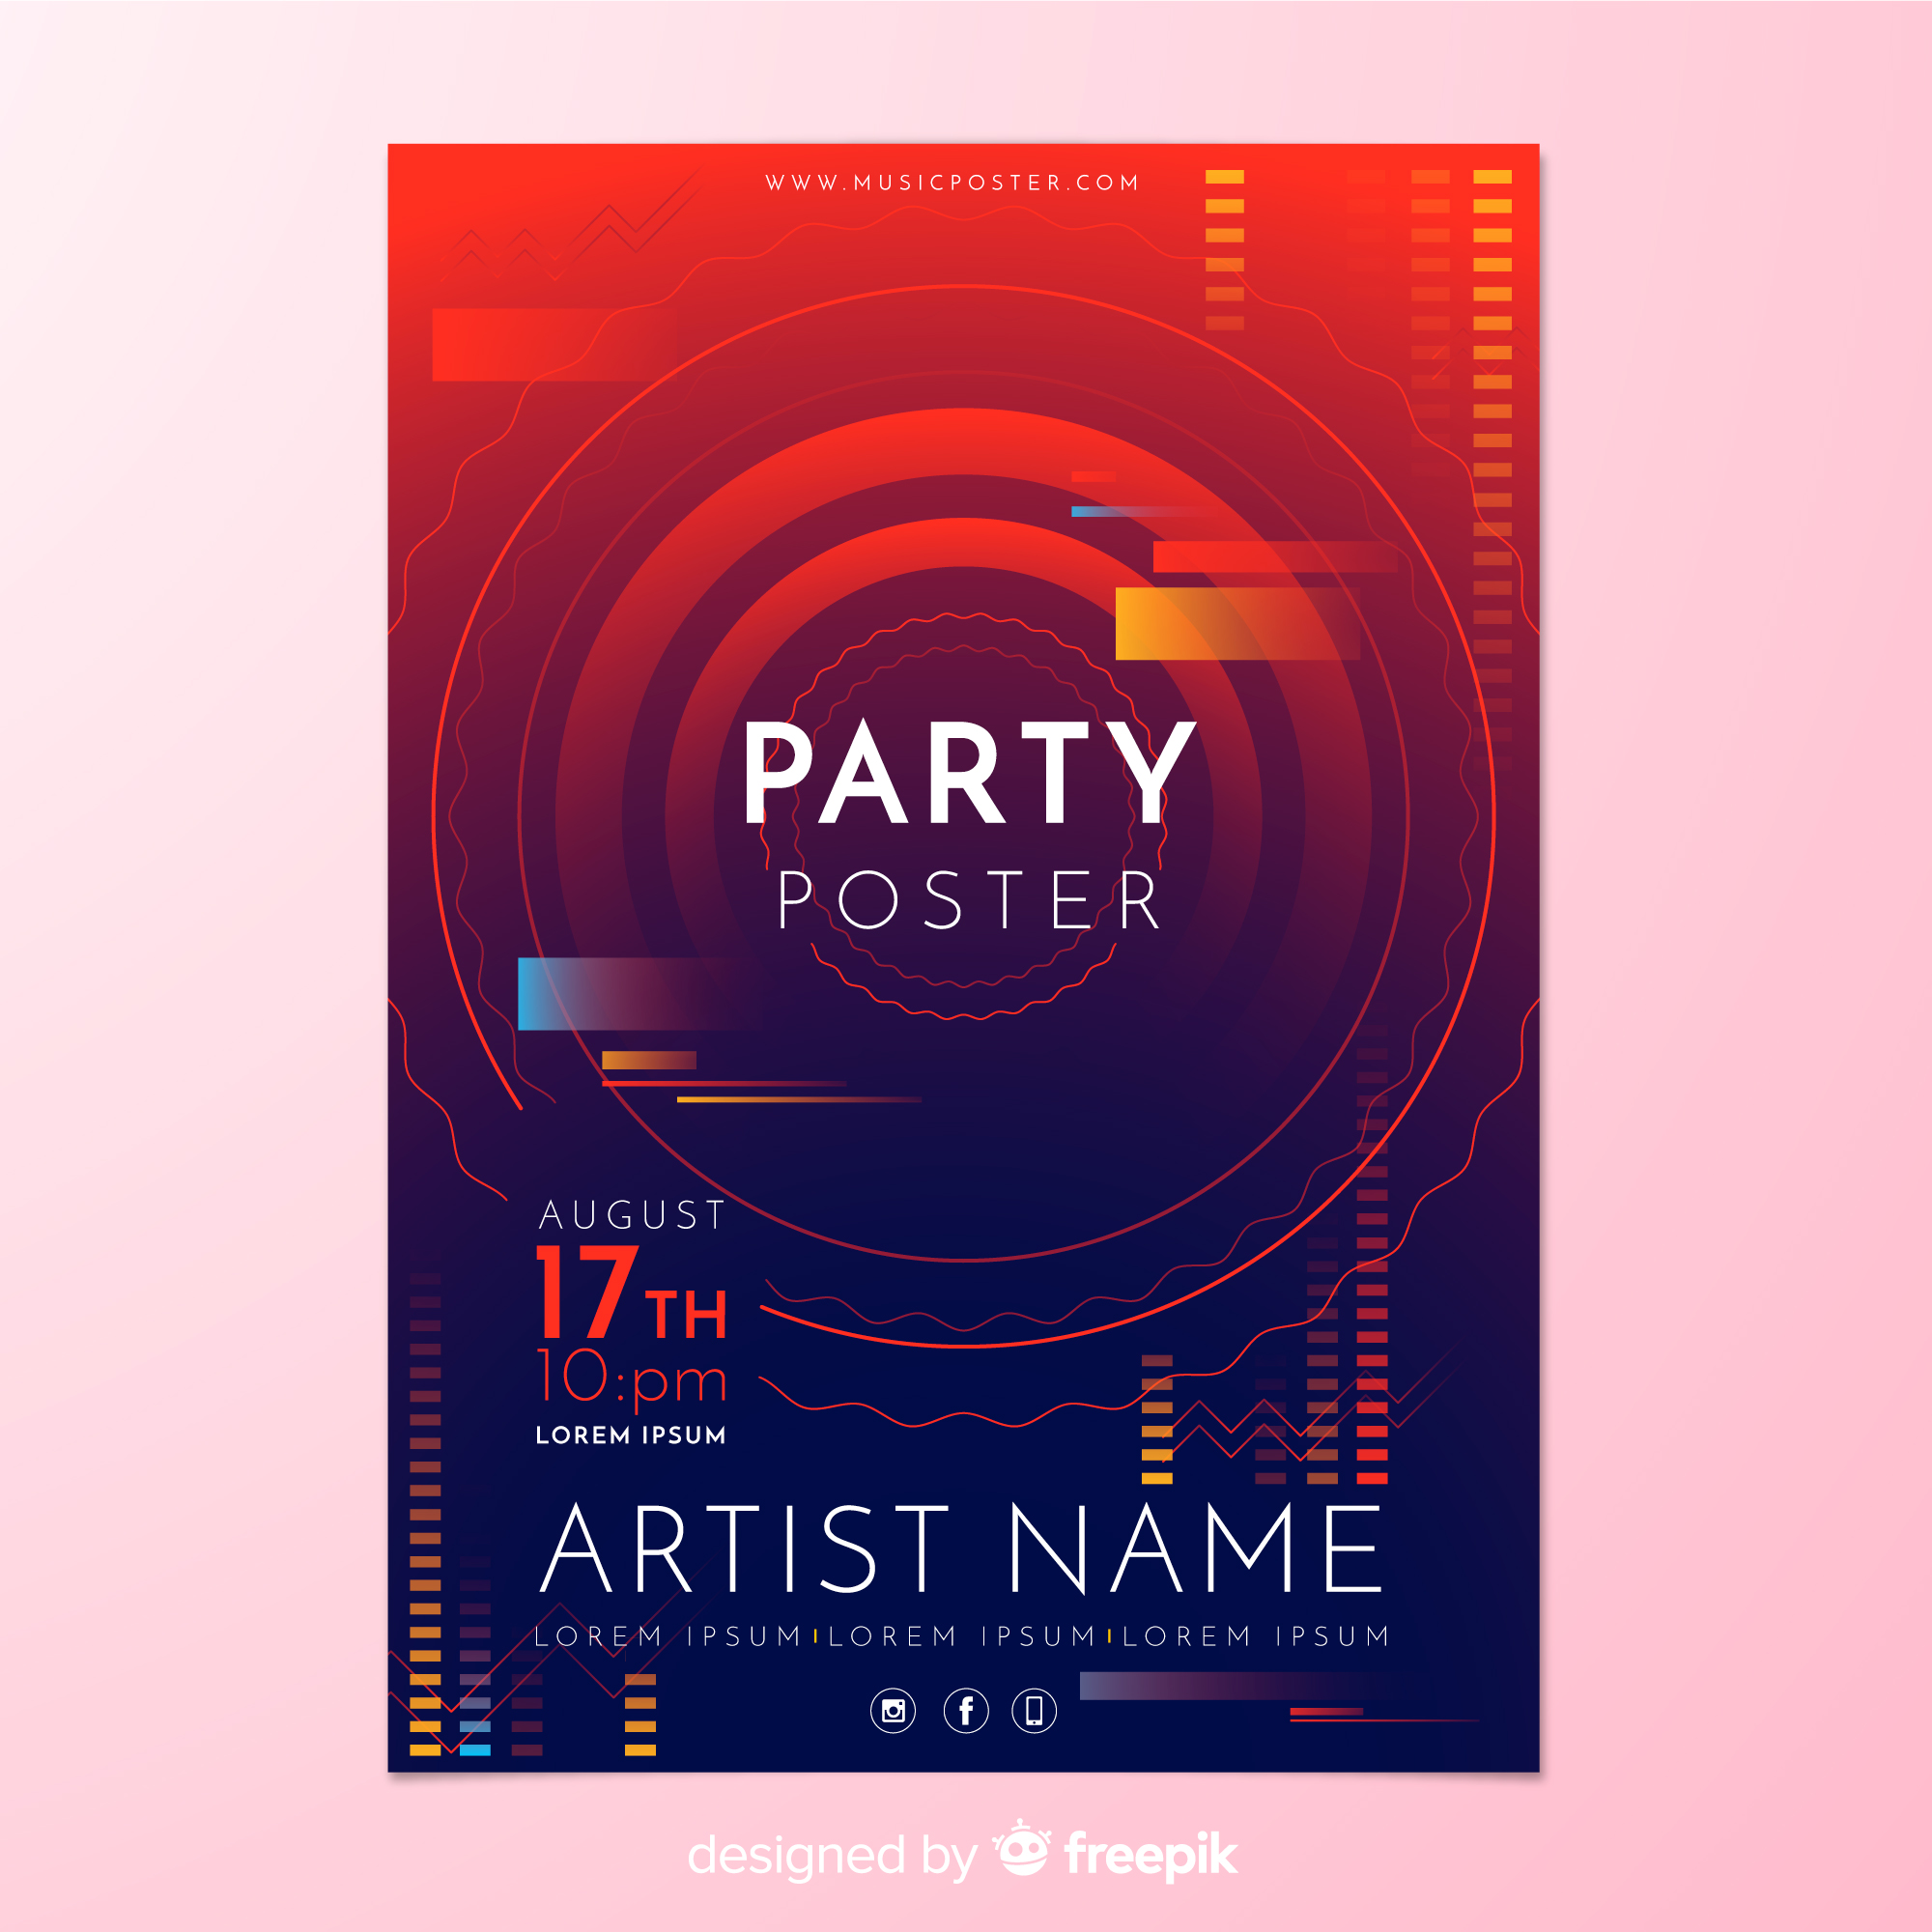 WWW.MUSICPOSTER.COM
PARTY
POSTER
AUGUST
17TH
10:pm
LOREM IPSUM
ARTIST NAME
LOREM IPSUM | LOREM IPSUM | LOREM IPSUM
designed by freepik